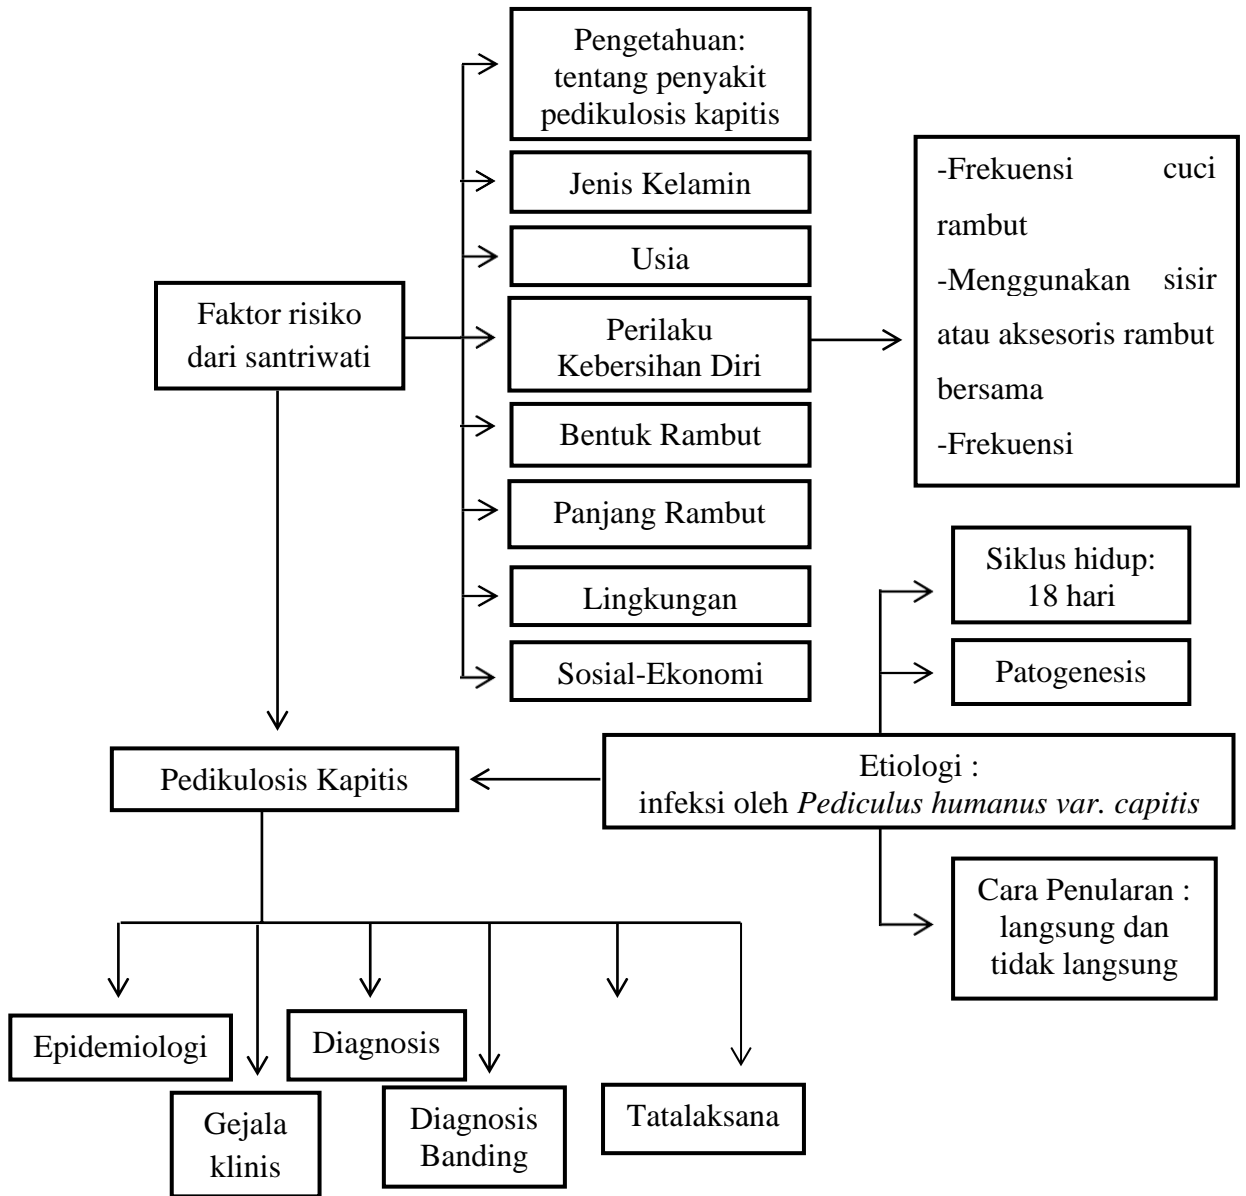 Pengetahuan:
tentang penyakit
pedikulosis kapitis
Jenis Kelamin
Usia
Perilaku
Kebersihan Diri
Bentuk Rambut
Panjang Rambut
Lingkungan
Sosial-Ekonomi
Faktor risiko
dari santriwati
-Frekuensi cuci
rambut
-Menggunakan sisir
atau aksesoris rambut
bersama
-Frekuensi
Siklus hidup:
18 hari
Patogenesis
Etiologi :
infeksi oleh Pediculus humanus var. capitis
Cara Penularan :
langsung dan
tidak langsung
Pedikulosis Kapitis
Epidemiologi
Gejala
klinis
Diagnosis
Diagnosis
Banding
Tatalaksana